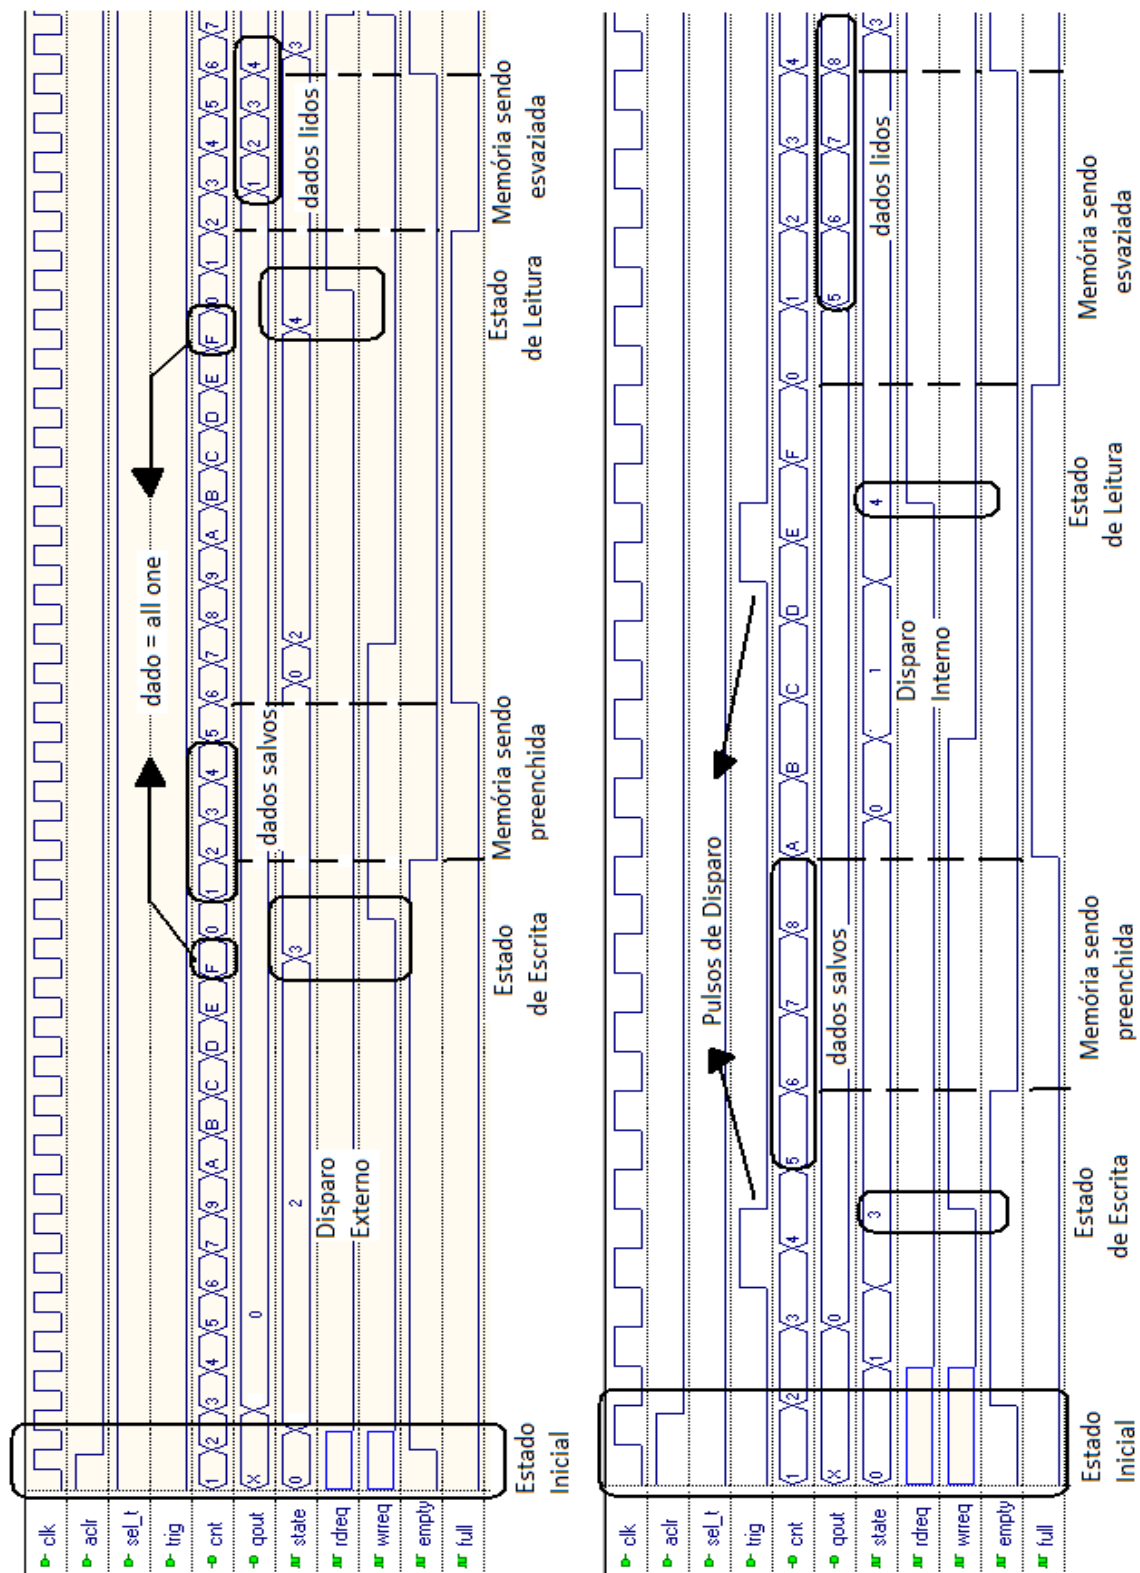 clk
aclr
sel_t
dado = all one
trig
cnt 1 2 3 4 5 6 7 9 A B C D E F 0 1 2 3 4 5 6 7 8 9 A B C D E F 0 1 2 3 4 5 6 7
qout X 0 1 2 3 4
dados salvos
state 0 2 3 0 2 4 3
dados lidos
rdreq
Disparo
Externo
wrreq
empty
full
Estado
Inicial
Estado
de Escrita
Memória sendo
preenchida
Estado
de Leitura
Memória sendo
esvaziada
clk
aclr
sel_t
Pulsos de Disparo
trig
cnt 1 2 3 4 5 6 7 8 A B C D E F 0 1 2 3 4
qout X 0 5 6 7 8
dados salvos
state 0 1 3 0 1 4 3
dados lidos
rdreq
Disparo
Interno
wrreq
empty
full
Estado
Inicial
Estado
de Escrita
Memória sendo
preenchida
Estado
de Leitura
Memória sendo
esvaziada